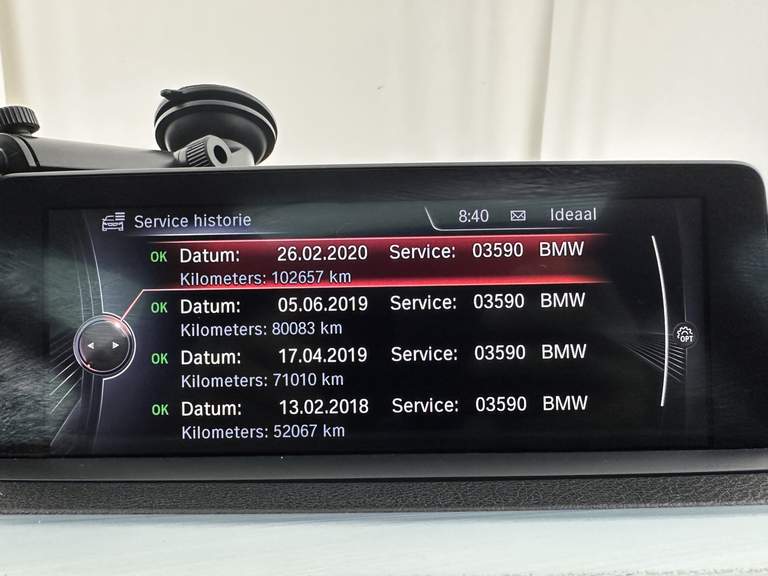 Service historie 8:40 Ideaal
OK Datum: 26.02.2020 Service: 03590 BMW
Kilometers: 102657 km
OK Datum: 05.06.2019 Service: 03590 BMW
Kilometers: 80083 km
OK Datum: 17.04.2019 Service: 03590 BMW
Kilometers: 71010 km
OK Datum: 13.02.2018 Service: 03590 BMW
Kilometers: 52067 km
OPT